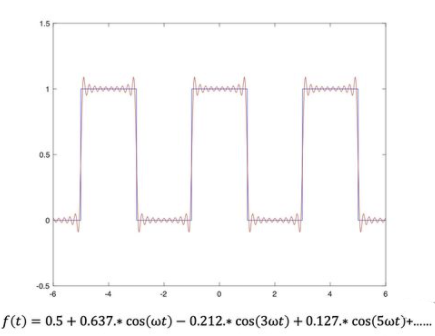 1.5
1
0.5
0
-0.5
-6 -4 -2 0 2 4 6
f(t) = 0.5 + 0.637.* cos(ωt) − 0.212.* cos(3ωt) + 0.127.* cos(5ωt)+......